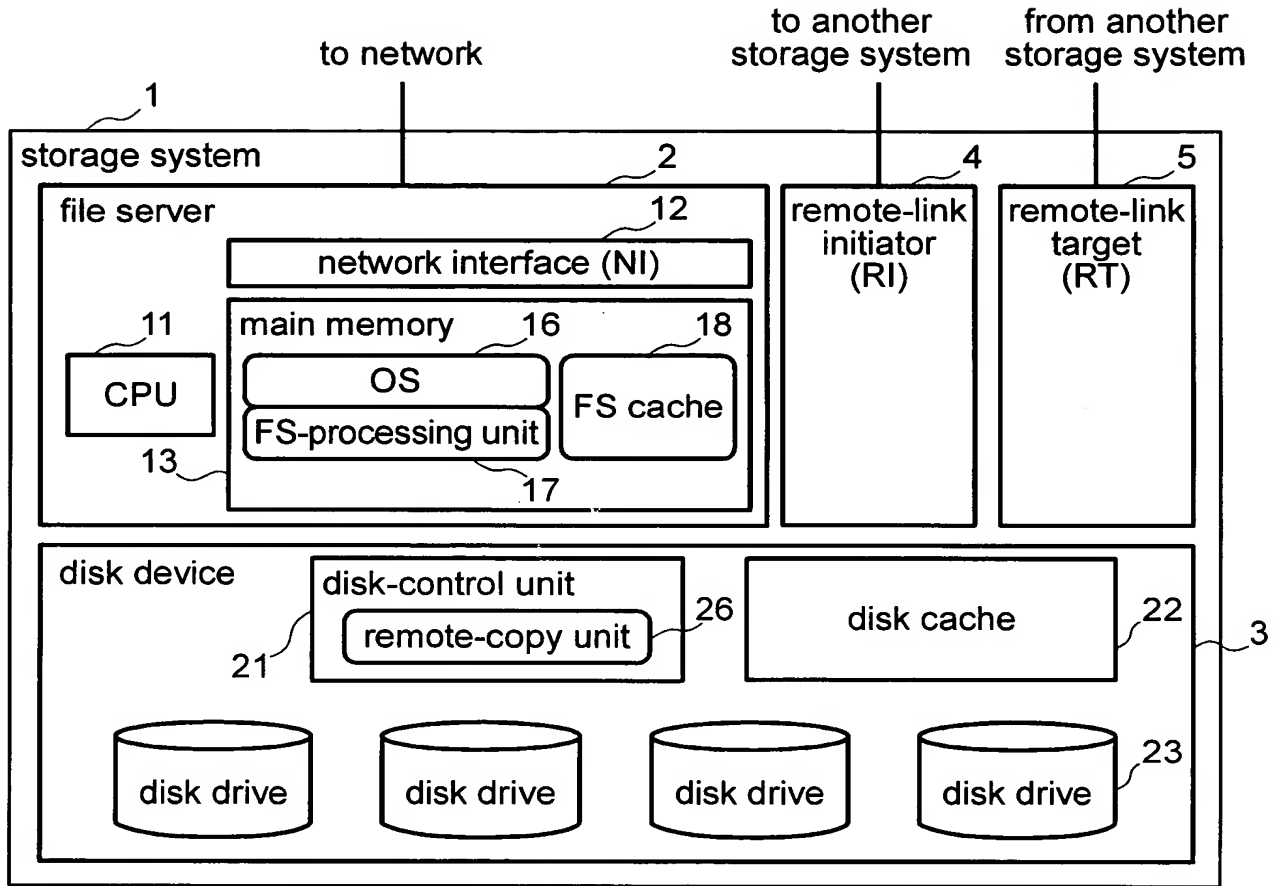 to network
to another
storage system
from another
storage system
1
storage system
2
4
5
file server
12
network interface (NI)
remote-link
initiator
(RI)
remote-link
target
(RT)
main memory
16
18
11
CPU
OS
FS-processing unit
FS cache
13
17
disk device
disk-control unit
remote-copy unit
26
21
disk cache
22
3
disk drive
disk drive
disk drive
disk drive
23